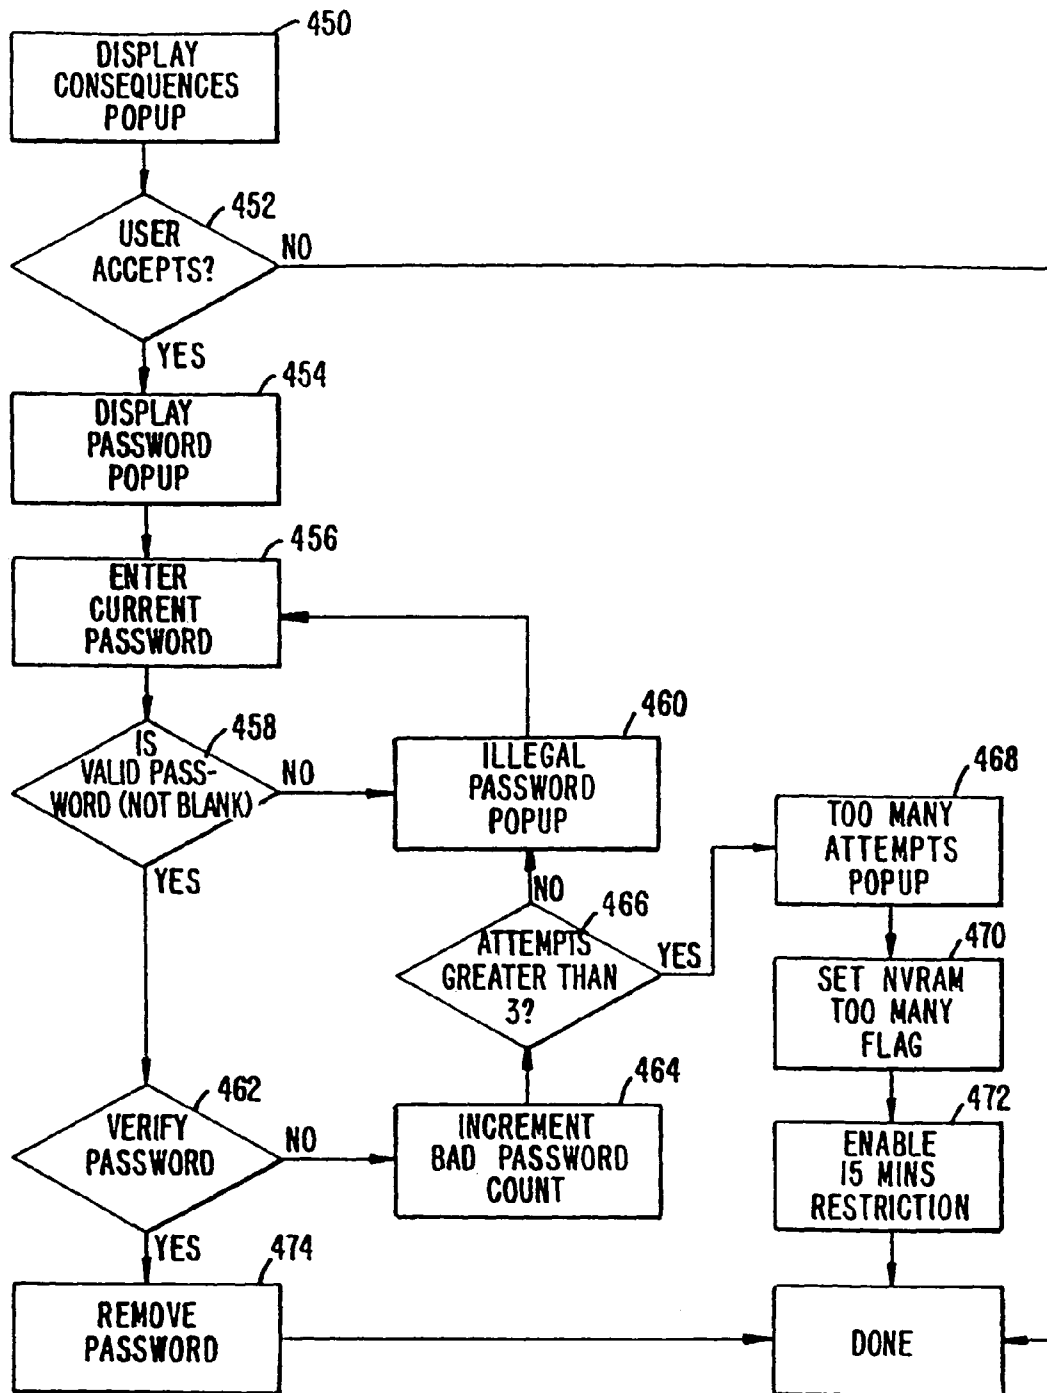 450
DISPLAY
CONSEQUENCES
POPUP
452
USER
ACCEPTS?
NO
YES
454
DISPLAY
PASSWORD
POPUP
456
ENTER
CURRENT
PASSWORD
458
IS
VALID PASS-
WORD (NOT BLANK)
NO
YES
460
ILLEGAL
PASSWORD
POPUP
462
VERIFY
PASSWORD
NO
YES
464
INCREMENT
BAD PASSWORD
COUNT
466
ATTEMPTS
GREATER THAN
3?
NO
YES
468
TOO MANY
ATTEMPTS
POPUP
470
SET NVRAM
TOO MANY
FLAG
472
ENABLE
15 MINS
RESTRICTION
474
REMOVE
PASSWORD
DONE